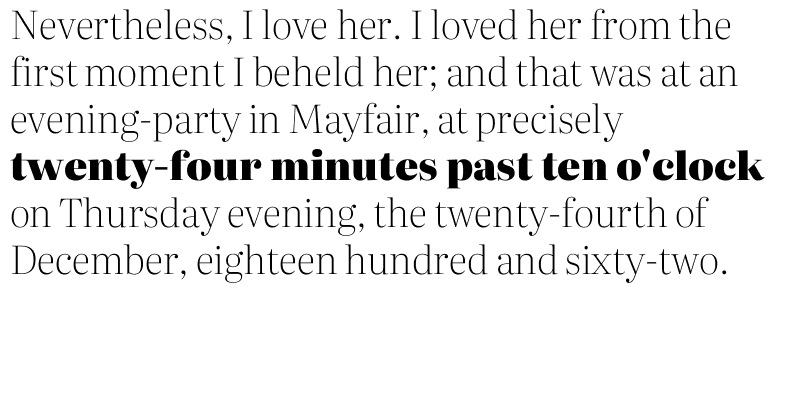 Nevertheless, I love her. I loved her from the
first moment I beheld her; and that was at an
evening-party in Mayfair, at precisely
twenty-four minutes past ten o'clock
on Thursday evening, the twenty-fourth of
December, eighteen hundred and sixty-two.